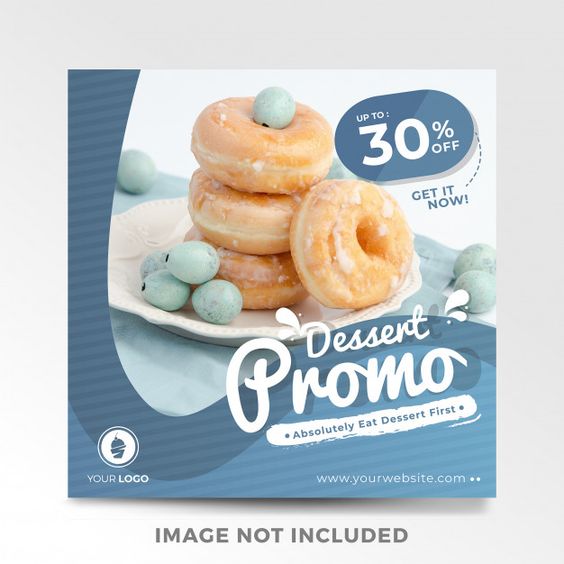 UP TO :
30% OFF
GET IT
NOW!
Dessert
Promo
• Absolutely Eat Dessert First •
YOUR LOGO
www.yourwebsite.com
IMAGE NOT INCLUDED